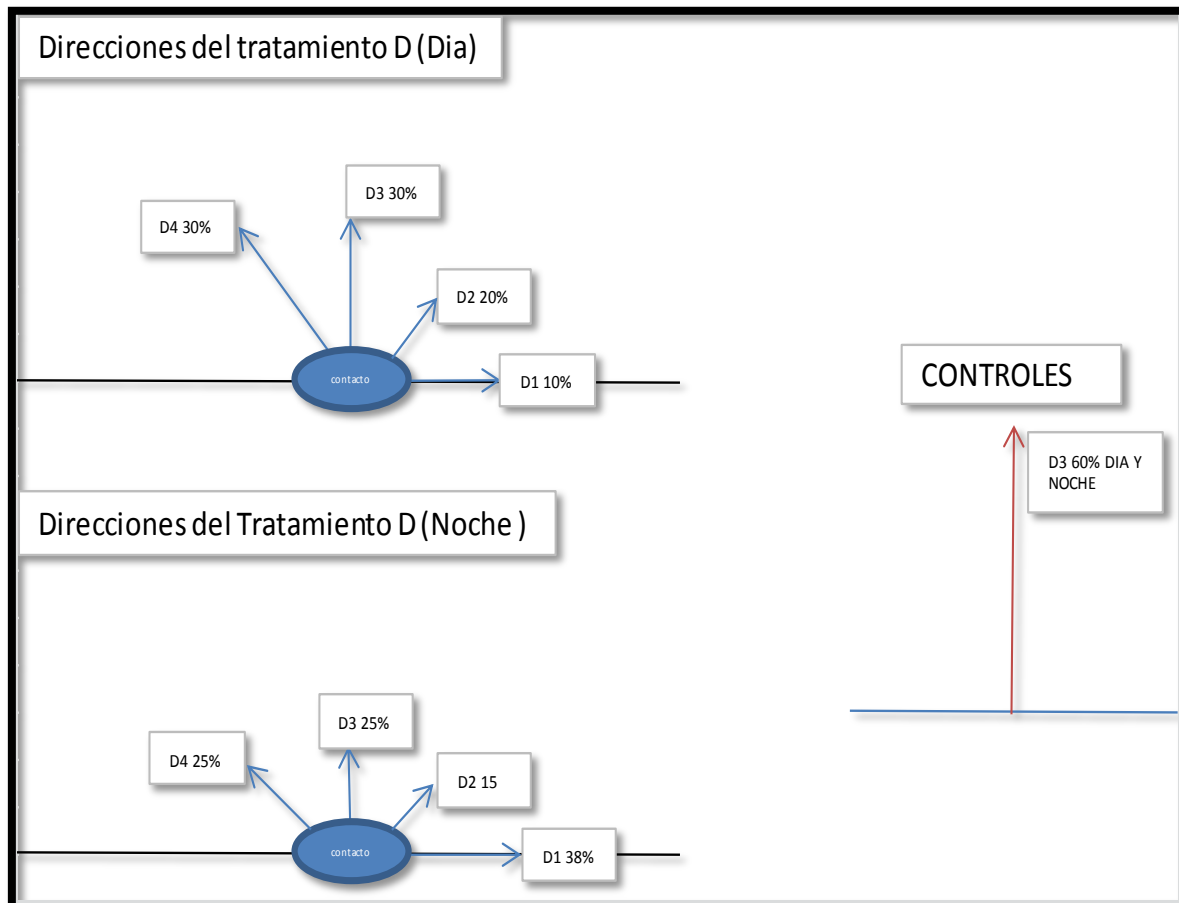 Direcciones del tratamiento D (Dia)
D3 30%
D4 30%
D2 20%
contacto
D1 10%
CONTROLES
D3 60% DIA Y
NOCHE
Direcciones del Tratamiento D (Noche )
D3 25%
D4 25%
D2 15
contacto
D1 38%